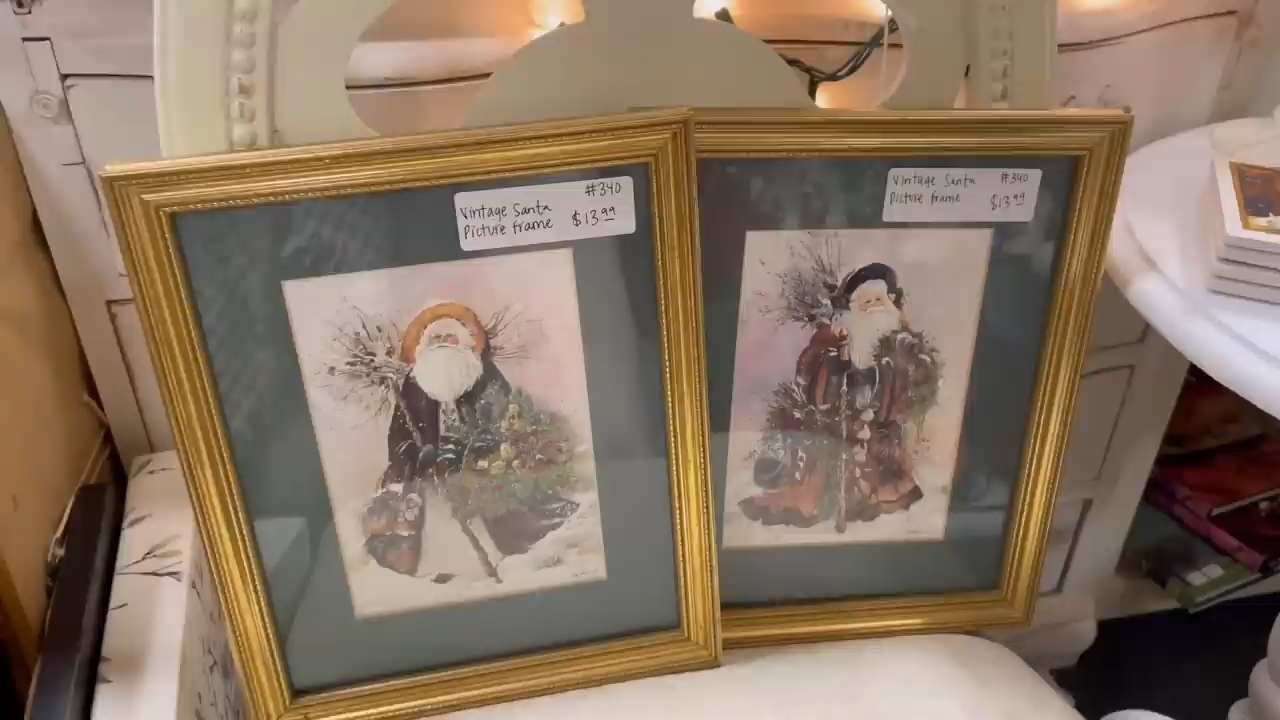 #340
Vintage Santa
Picture frame $13.99
Vintage Santa #340
Picture frame $13.99